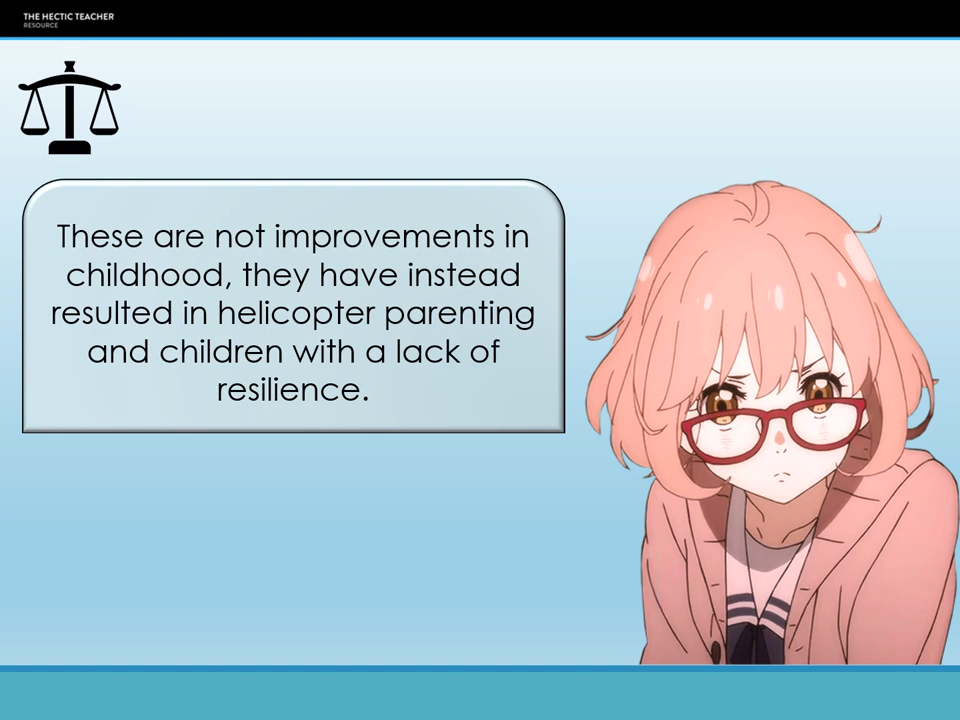 THE HECTIC TEACHER
RESOURCE
These are not improvements in
childhood, they have instead
resulted in helicopter parenting
and children with a lack of
resilience.